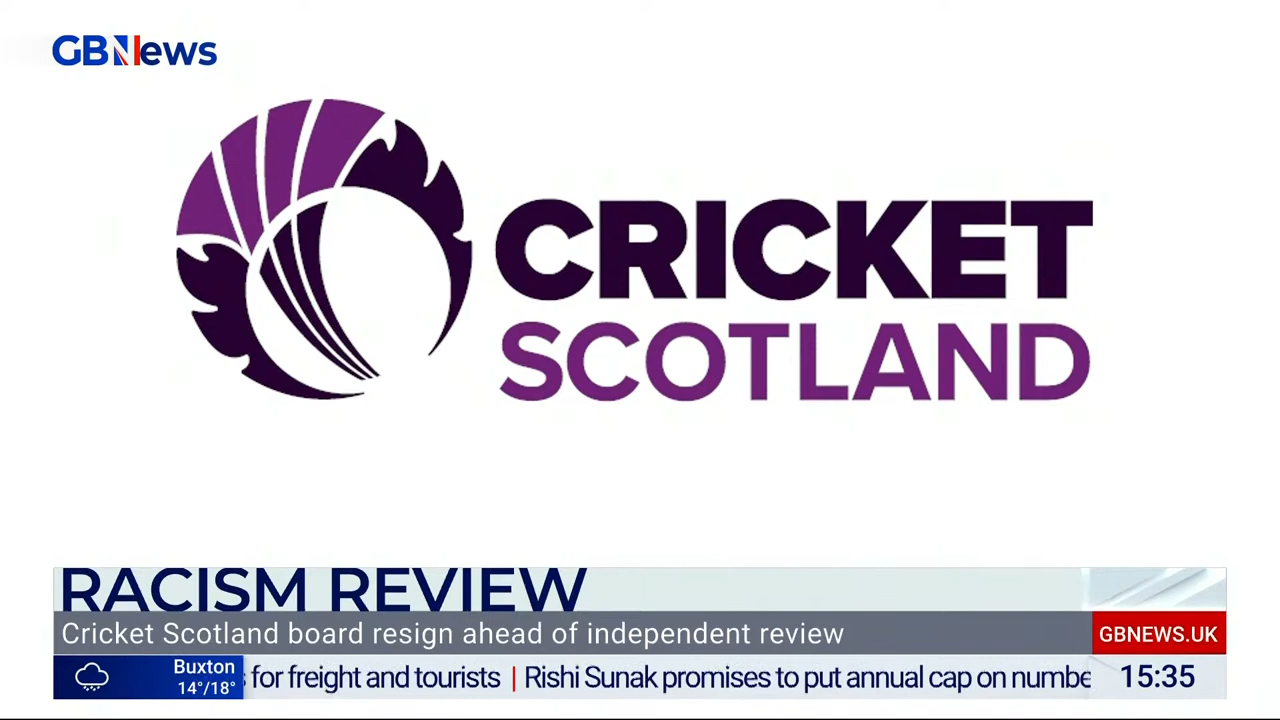 GBNews
CRICKET
SCOTLAND
RACISM REVIEW
Cricket Scotland board resign ahead of independent review
GBNEWS.UK
Buxton
14°/18°
for freight and tourists | Rishi Sunak promises to put annual cap on numbe
15:35